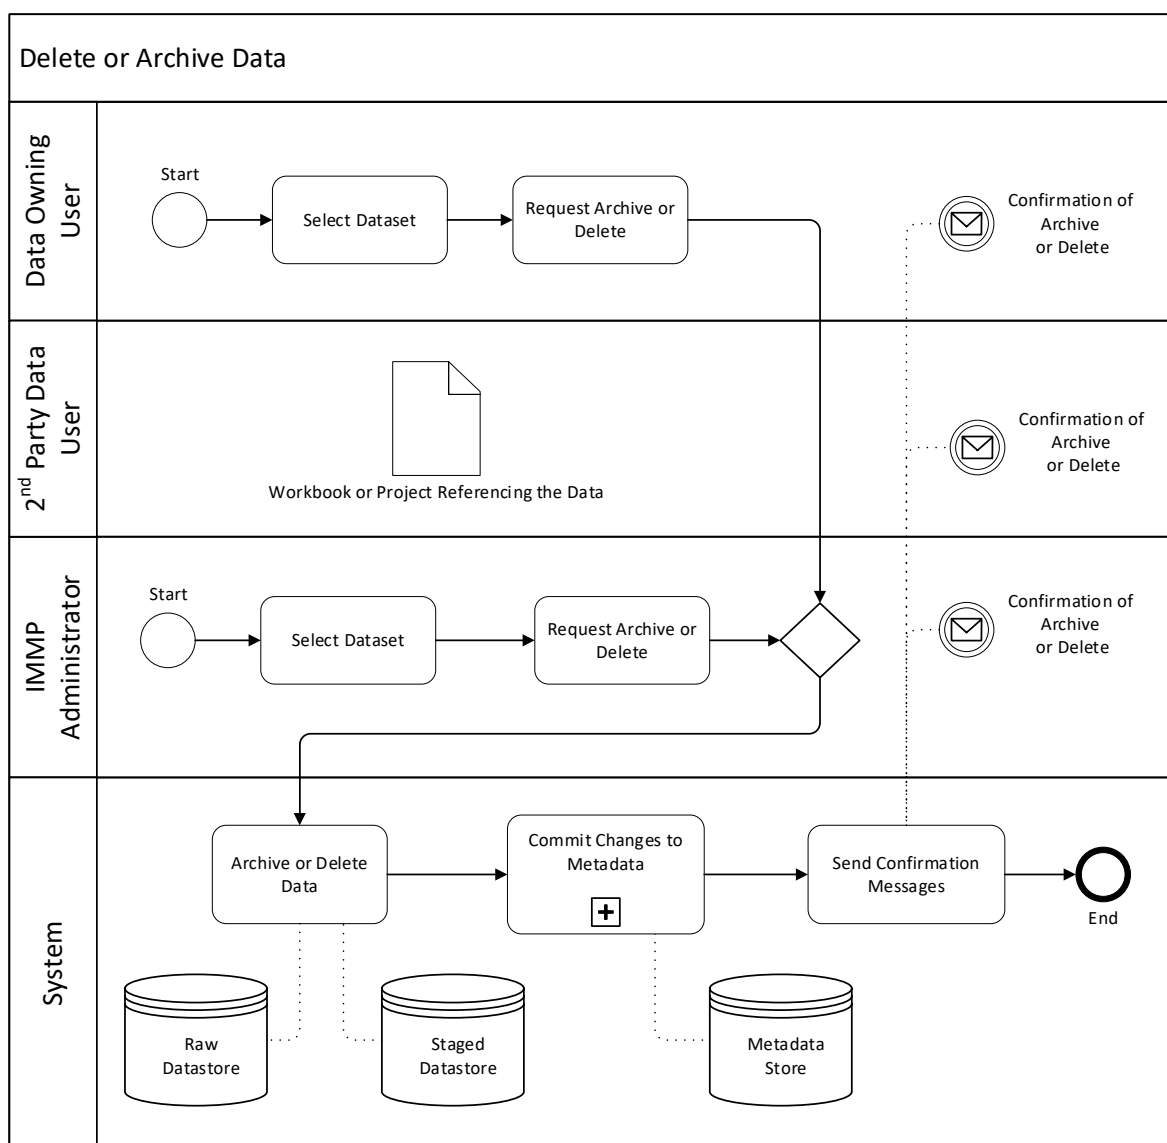 Delete or Archive Data
Data Owning
User
Start
Select Dataset
Request Archive or
Delete
Confirmation of
Archive
or Delete
2nd Party Data
User
Workbook or Project Referencing the Data
Confirmation of
Archive
or Delete
IMMP
Administrator
Start
Select Dataset
Request Archive or
Delete
Confirmation of
Archive
or Delete
System
Archive or Delete
Data
Commit Changes to
Metadata
Send Confirmation
Messages
End
Raw
Datastore
Staged
Datastore
Metadata
Store